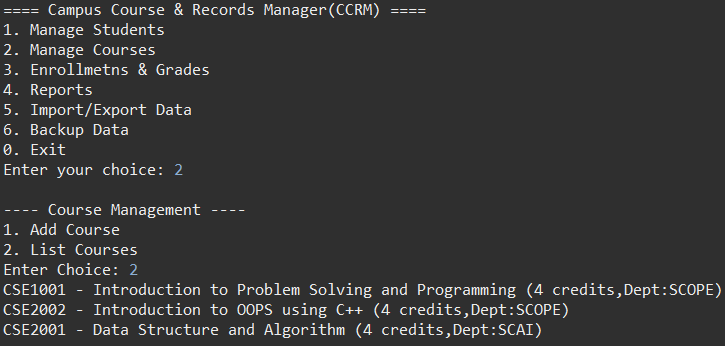 ==== Campus Course & Records Manager(CCRM) ====
1. Manage Students
2. Manage Courses
3. Enrollmetns & Grades
4. Reports
5. Import/Export Data
6. Backup Data
0. Exit
Enter your choice: 2

---- Course Management ----
1. Add Course
2. List Courses
Enter Choice: 2
CSE1001 - Introduction to Problem Solving and Programming (4 credits,Dept:SCOPE)
CSE2002 - Introduction to OOPS using C++ (4 credits,Dept:SCOPE)
CSE2001 - Data Structure and Algorithm (4 credits,Dept:SCAI)